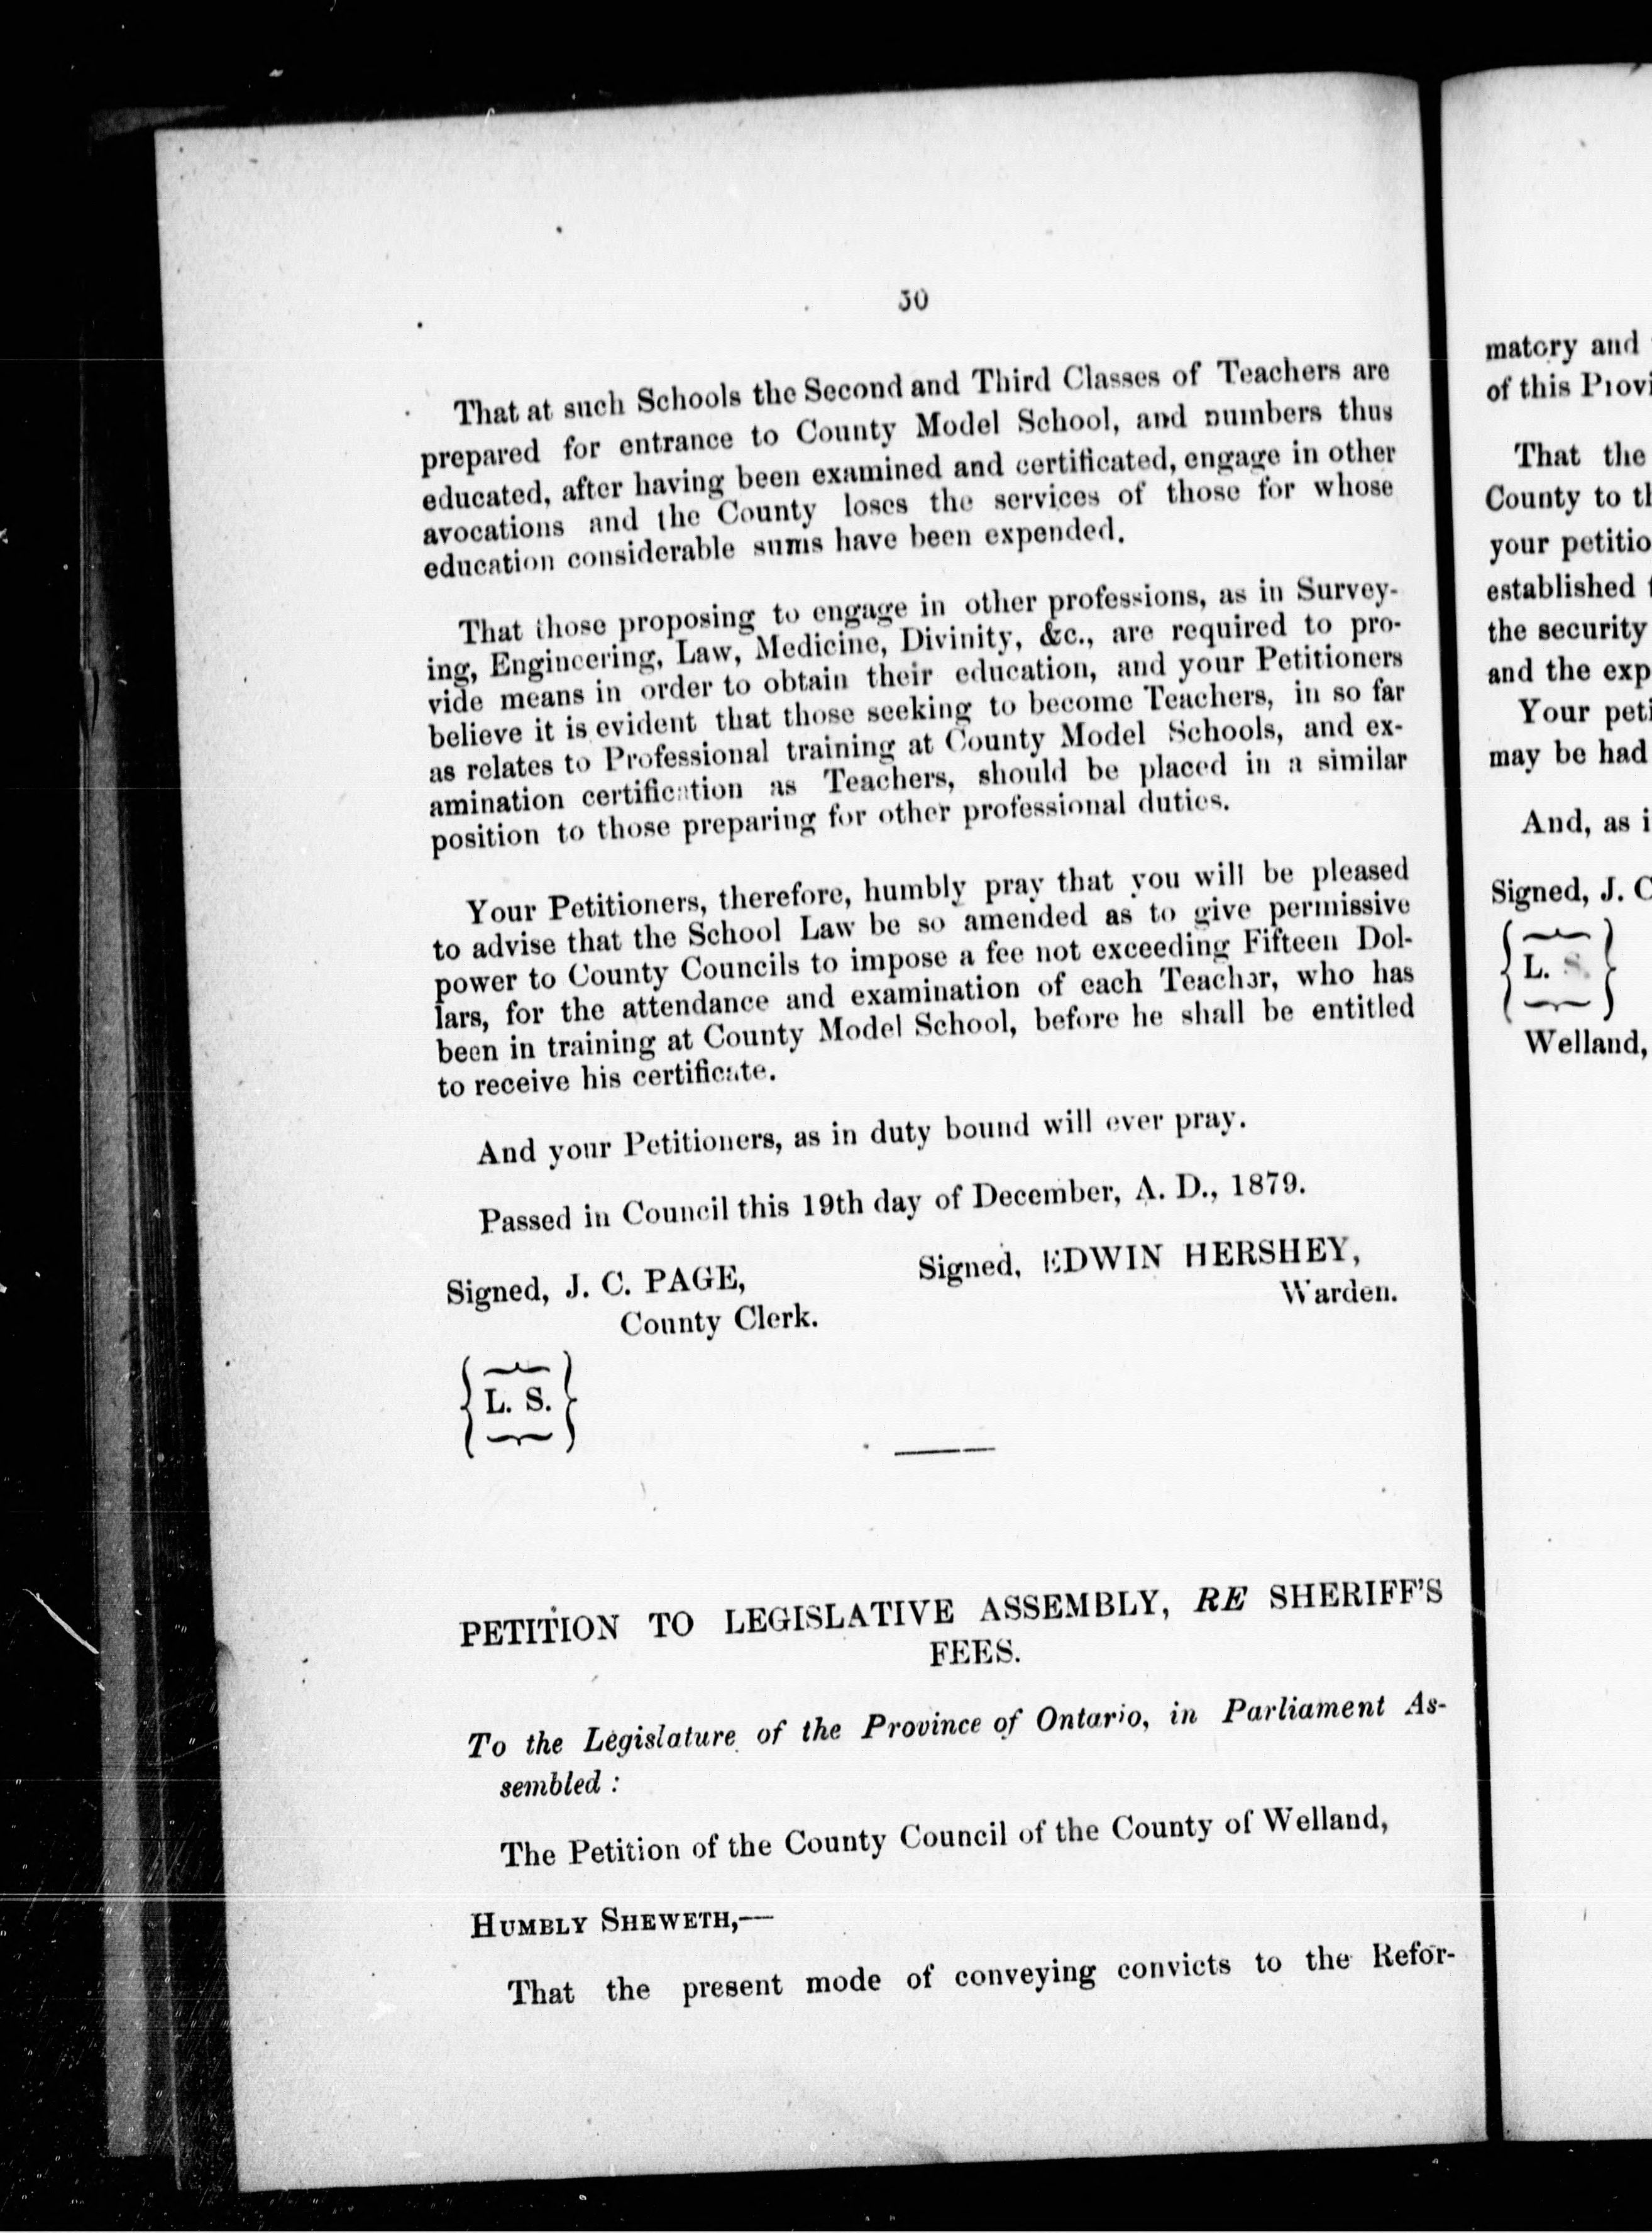 50
That at such Schools the Second and Third Classes of Teachers are
prepared for entrance to County Model School, and numbers thus
educated, after having been examined and certificated, engage in other
avocations and the County loses the services of those for whose
education considerable sums have been expended.
That those proposing to engage in other professions, as in Survey-
ing, Engineering, Law, Medicine, Divinity, &c., are required to pro-
vide means in order to obtain their education, and your Petitioners
believe it is evident that those seeking to become Teachers, in so far
as relates to Professional training at County Model Schools, and ex-
amination certification as Teachers, should be placed in a similar
position to those preparing for other professional duties.
Your Petitioners, therefore, humbly pray that you will be pleased
to advise that the School Law be so amended as to give permissive
power to County Councils to impose a fee not exceeding Fifteen Dol-
lars, for the attendance and examination of each Teacher, who has
been in training at County Model School, before he shall be entitled
to receive his certificate.
And your Petitioners, as in duty bound will ever pray.
Passed in Council this 19th day of December, A. D., 1879.
Signed, J. C. PAGE,
County Clerk.
Signed, EDWIN HERSHEY,
Warden.
L. S.
PETITION TO LEGISLATIVE ASSEMBLY, RE SHERIFF'S
FEES.
To the Legislature of the Province of Ontario, in Parliament As-
sembled :
The Petition of the County Council of the County of Welland,
HUMBLY SHEWETH,—
That the present mode of conveying convicts to the Refor-
matory and
of this Provi
That the
County to th
your petitio
established
the security
and the exp
Your peti
may be had
And, as i
Signed, J. C
L. S.
Welland,